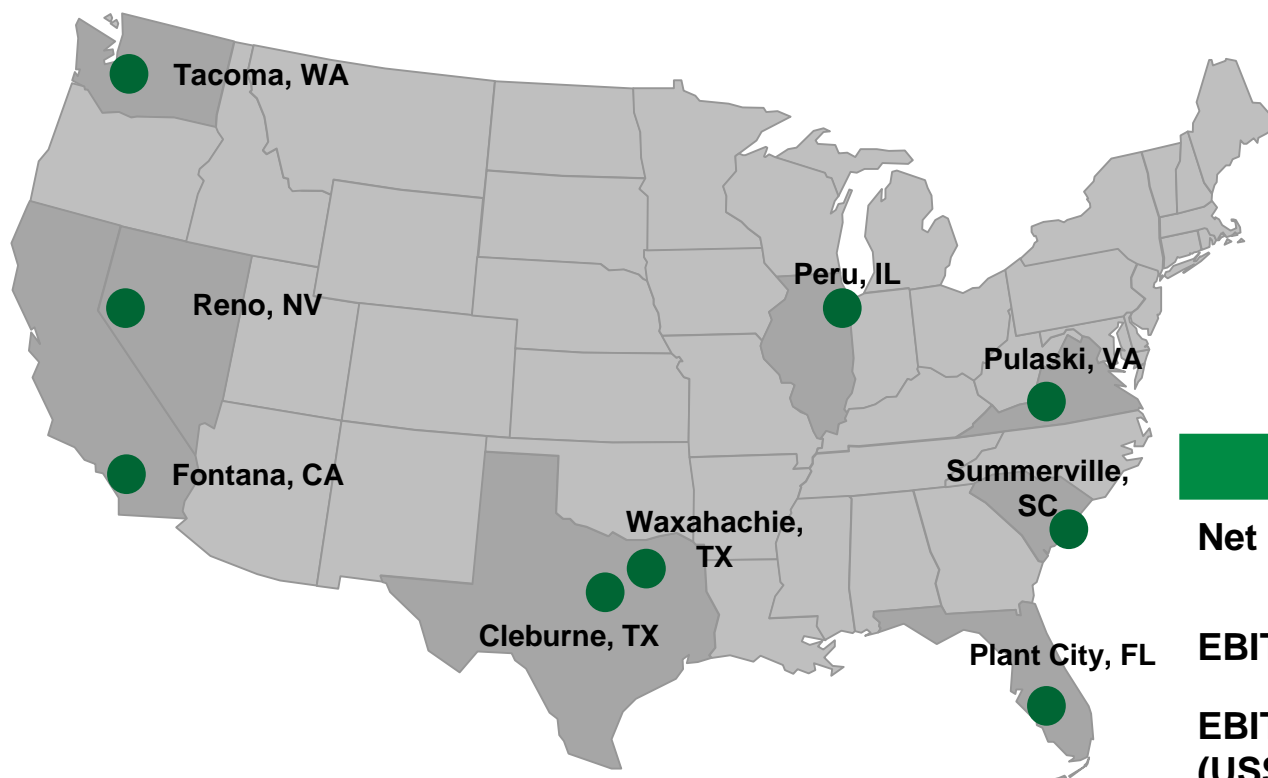 Tacoma, WA
Peru, IL
Reno, NV
Pulaski, VA
Fontana, CA
Summerville,
SC
Waxahachie,
TX
Cleburne, TX
Plant City, FL
Net